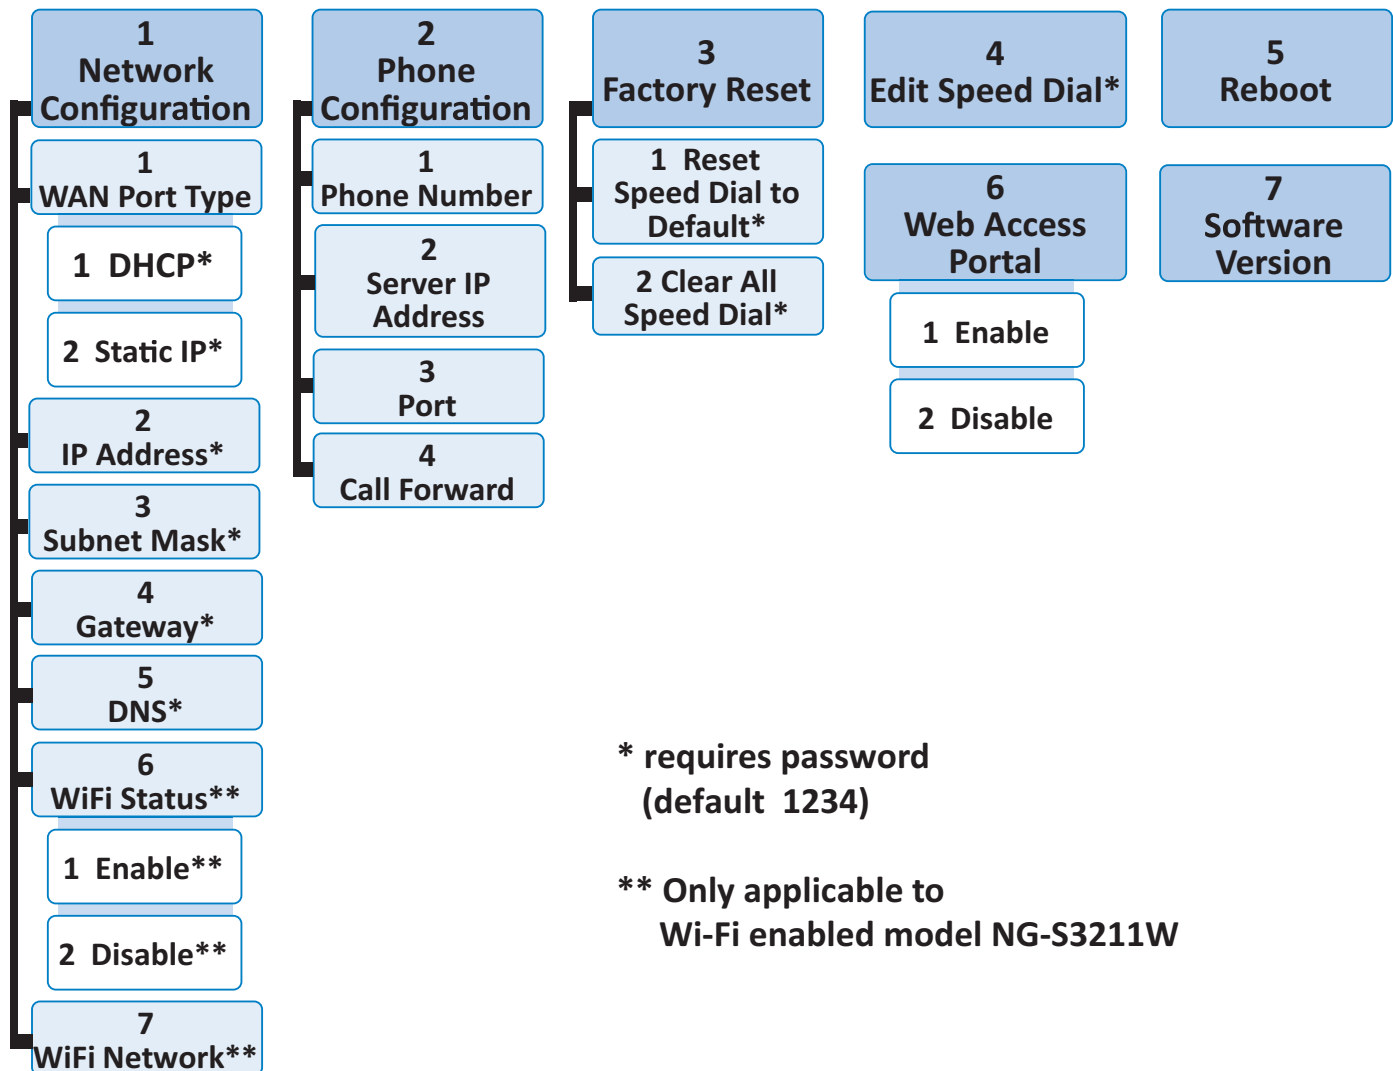 1
Network
Configuration
1
WAN Port Type
1 DHCP*
2 Static IP*
2
IP Address*
3
Subnet Mask*
4
Gateway*
5
DNS*
6
WiFi Status**
1 Enable**
2 Disable**
7
WiFi Network**
2
Phone
Configuration
1
Phone Number
2
Server IP
Address
3
Port
4
Call Forward
3
Factory Reset
1 Reset
Speed Dial to
Default*
2 Clear All
Speed Dial*
4
Edit Speed Dial*
5
Reboot
6
Web Access
Portal
1 Enable
2 Disable
7
Software
Version
* requires password
(default 1234)
** Only applicable to
Wi-Fi enabled model NG-S3211W